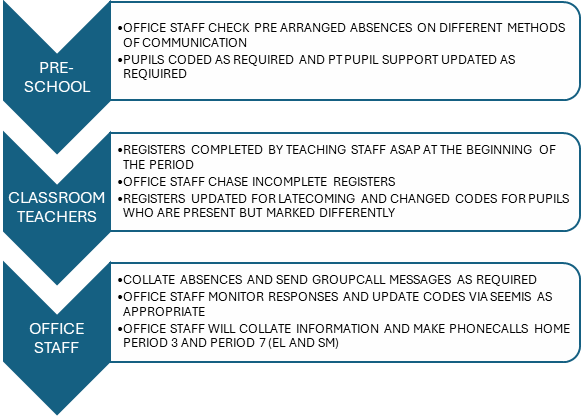 PRE-
SCHOOL
•OFFICE STAFF CHECK PRE ARRANGED ABSENCES ON DIFFERENT METHODS
OF COMMUNICATION
•PUPILS CODED AS REQUIRED AND PT PUPIL SUPPORT UPDATED AS
REQIUIRED
CLASSROOM
TEACHERS
•REGISTERS COMPLETED BY TEACHING STAFF ASAP AT THE BEGINNING OF
THE PERIOD
•OFFICE STAFF CHASE INCOMPLETE REGISTERS
•REGISTERS UPDATED FOR LATECOMING AND CHANGED CODES FOR PUPILS
WHO ARE PRESENT BUT MARKED DIFFERENTLY
OFFICE
STAFF
•COLLATE ABSENCES AND SEND GROUPCALL MESSAGES AS REQUIRED
•OFFICE STAFF MONITOR RESPONSES AND UPDATE CODES VIA SEEMIS AS
APPROPRIATE
•OFFICE STAFF WILL COLLATE INFORMATION AND MAKE PHONECALLS HOME
PERIOD 3 AND PERIOD 7 (EL AND SM)